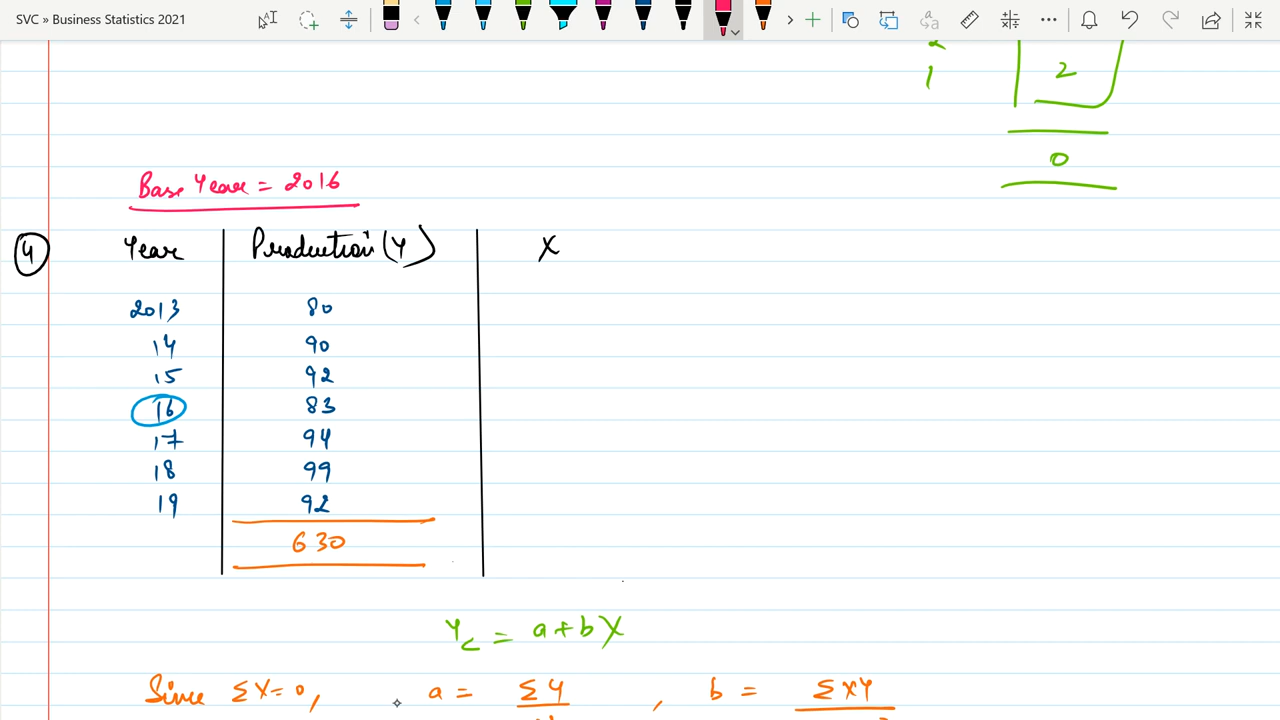 SVC » Business Statistics 2021
2
1
0
Base Year = 2016
4 Year Production (Y) X
2013 80
14 90
15 92
16 83
17 94
18 99
19 92
630
Yc = a + b X
Since ΣX = 0, a = ΣY , b = ΣXY